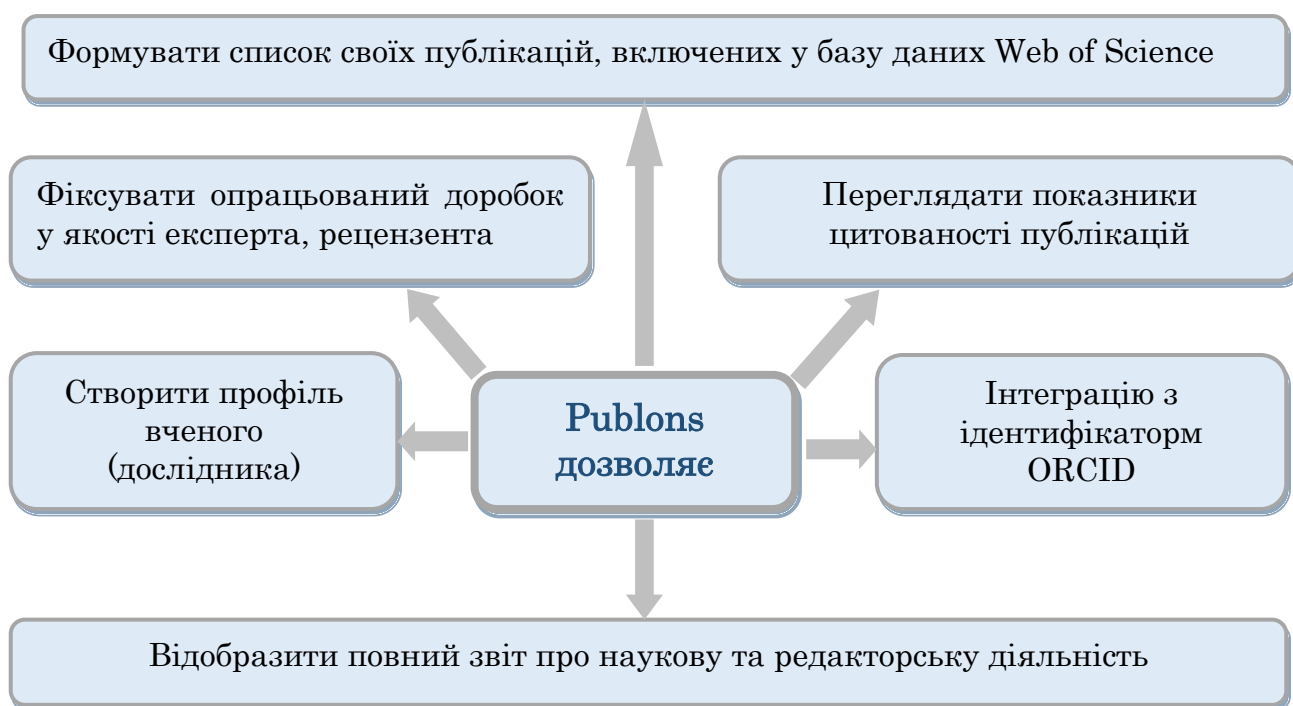 Формувати список своїх публікацій, включених у базу даних Web of Science
Фіксувати опрацьований доробок
у якості експерта, рецензента
Переглядати показники
цитованості публікацій
Створити профіль
вченого
(дослідника)
Publons
дозволяє
Інтеграцію з
ідентифікаторм
ORCID
Відобразити повний звіт про наукову та редакторську діяльність